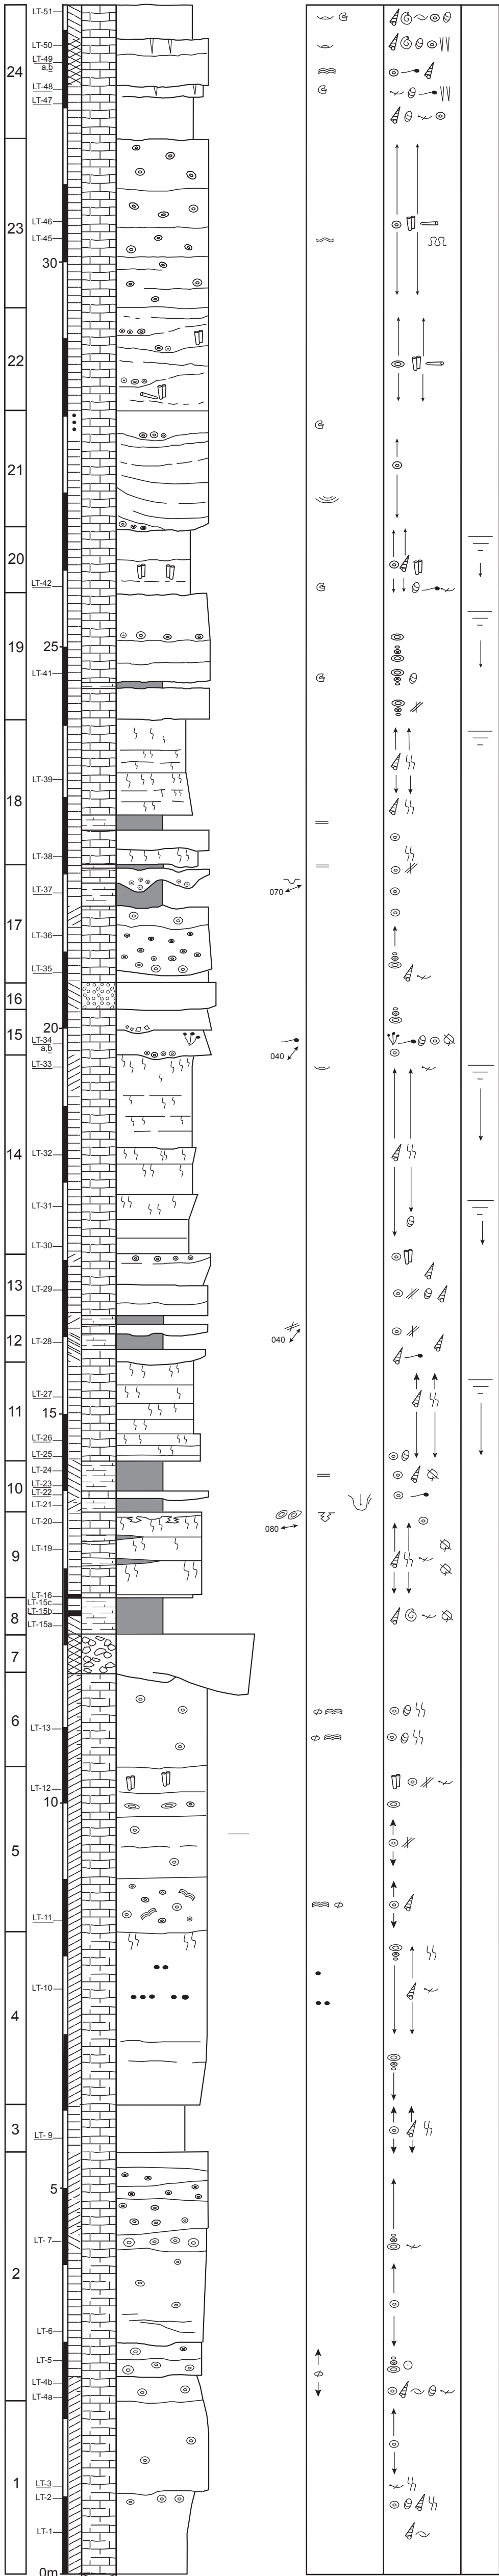 LT-51
LT-50
LT-49
a,b
24
LT-48
LT-47
LT-46
23
LT-45
30
22
21
20
LT-42
19
25
LT-41
LT-39
18
LT-38
LT-37
070
17
LT-36
LT-35
16
20
15
LT-34
a,b
040
LT-33
14
LT-32
LT-31
LT-30
13
LT-29
12
LT-28
040
LT-27
11
15
LT-26
LT-25
LT-24
10
LT-23
LT-22
LT-21
LT-20
080
9
LT-19
LT-16
LT-15c
8
LT-15b
LT-15a
7
6
LT-13
LT-12
10
5
LT-11
LT-10
4
3
LT- 9
5
LT- 7
2
LT-6
LT-5
LT-4b
LT-4a
1
LT-3
LT-2
LT-1
0m